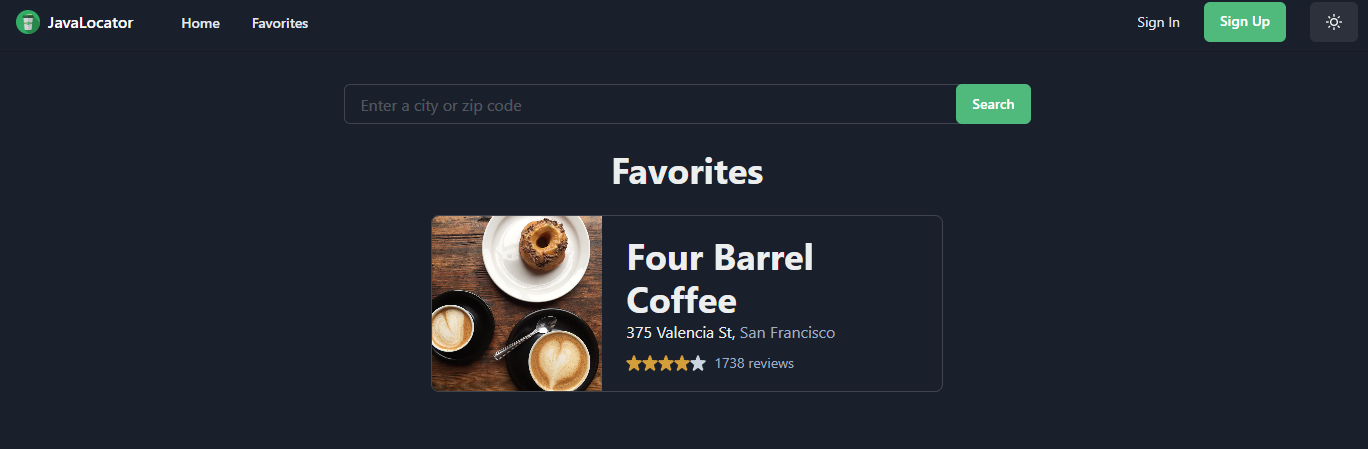 JavaLocator Home Favorites Sign In Sign Up
Enter a city or zip code Search
Favorites
Four Barrel
Coffee
375 Valencia St, San Francisco
1738 reviews